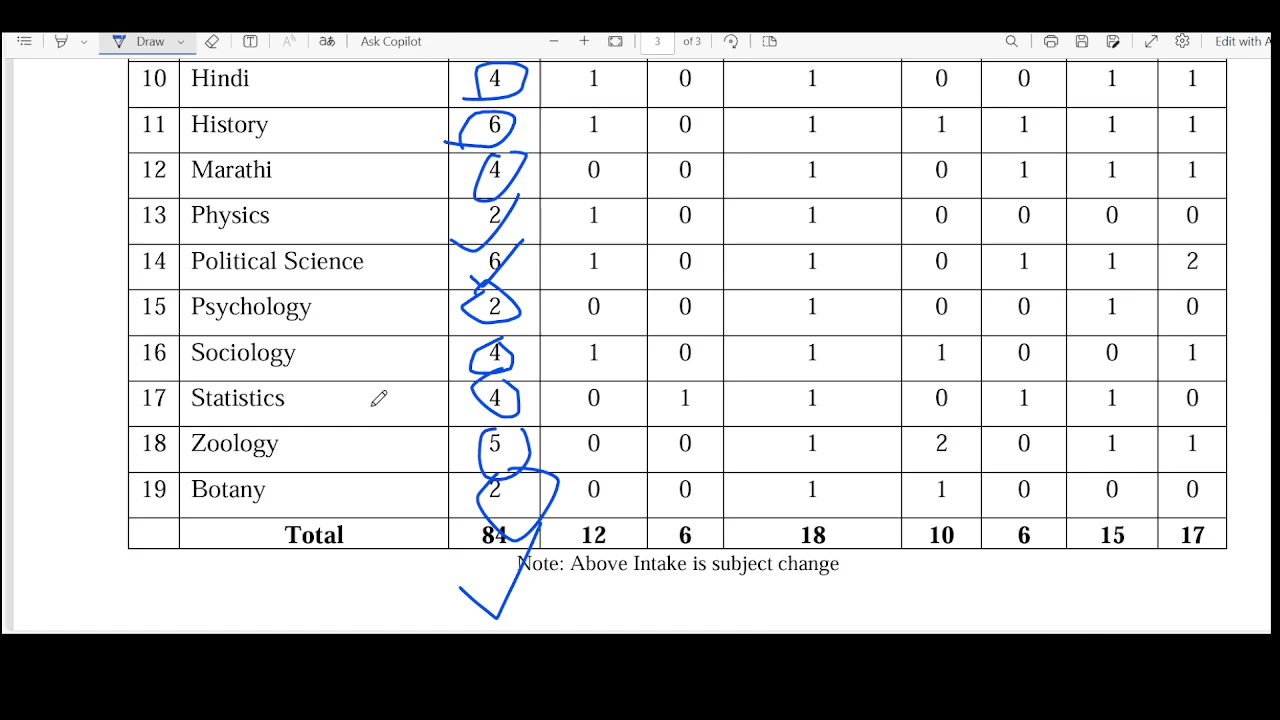 Draw Ask Copilot 3 of 3 Edit with A
10 Hindi 4 1 0 1 0 0 1 1
11 History 6 1 0 1 1 1 1 1
12 Marathi 4 0 0 1 0 1 1 1
13 Physics 2 1 0 1 0 0 0 0
14 Political Science 6 1 0 1 0 1 1 2
15 Psychology 2 0 0 1 0 0 1 0
16 Sociology 4 1 0 1 1 0 0 1
17 Statistics 4 0 1 1 0 1 1 0
18 Zoology 5 0 0 1 2 0 1 1
19 Botany 2 0 0 1 1 0 0 0
Total 84 12 6 18 10 6 15 17
Note: Above Intake is subject change